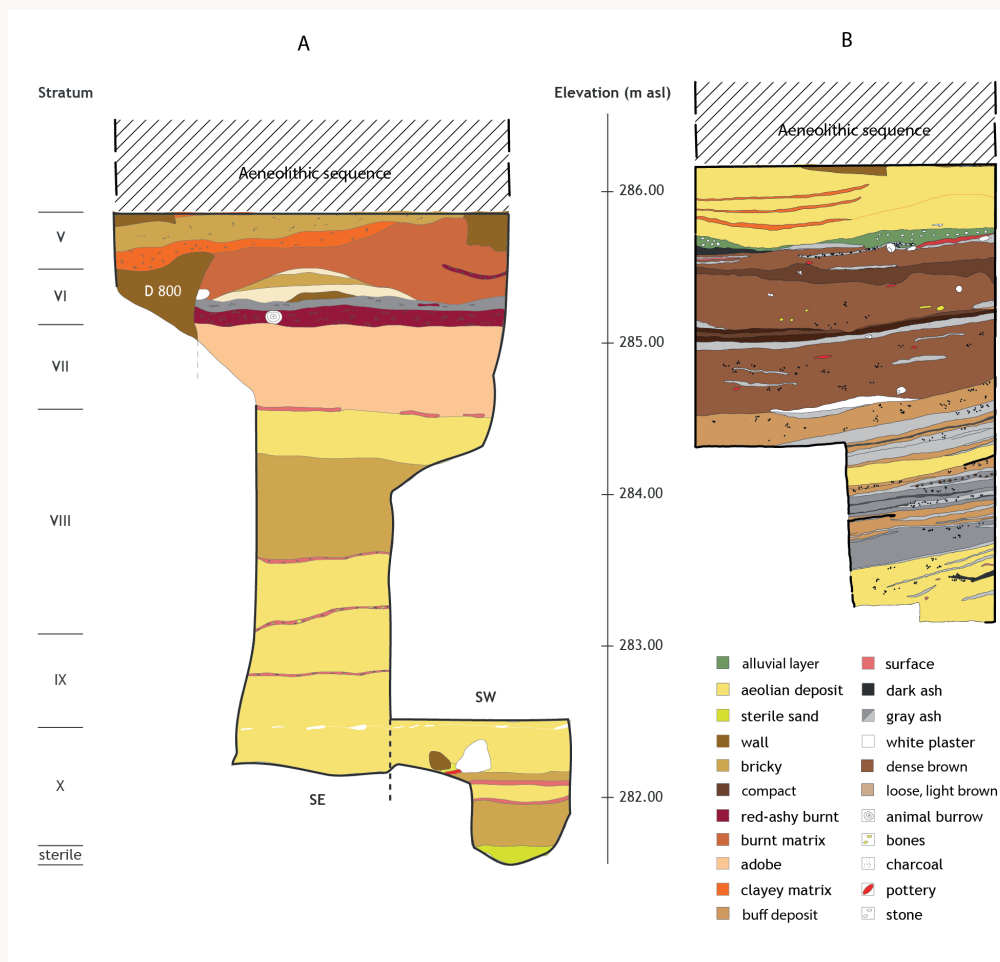 A
B
Stratum
Elevation (m asl)
Aeneolithic sequence
Aeneolithic sequence
286.00
V
D 800
VI
285.00
VII
284.00
VIII
283.00
IX
SW
X
SE
282.00
sterile
alluvial layer
aeolian deposit
sterile sand
wall
bricky
compact
red-ashy burnt
burnt matrix
adobe
clayey matrix
buff deposit
surface
dark ash
gray ash
white plaster
dense brown
loose, light brown
animal burrow
bones
charcoal
pottery
stone